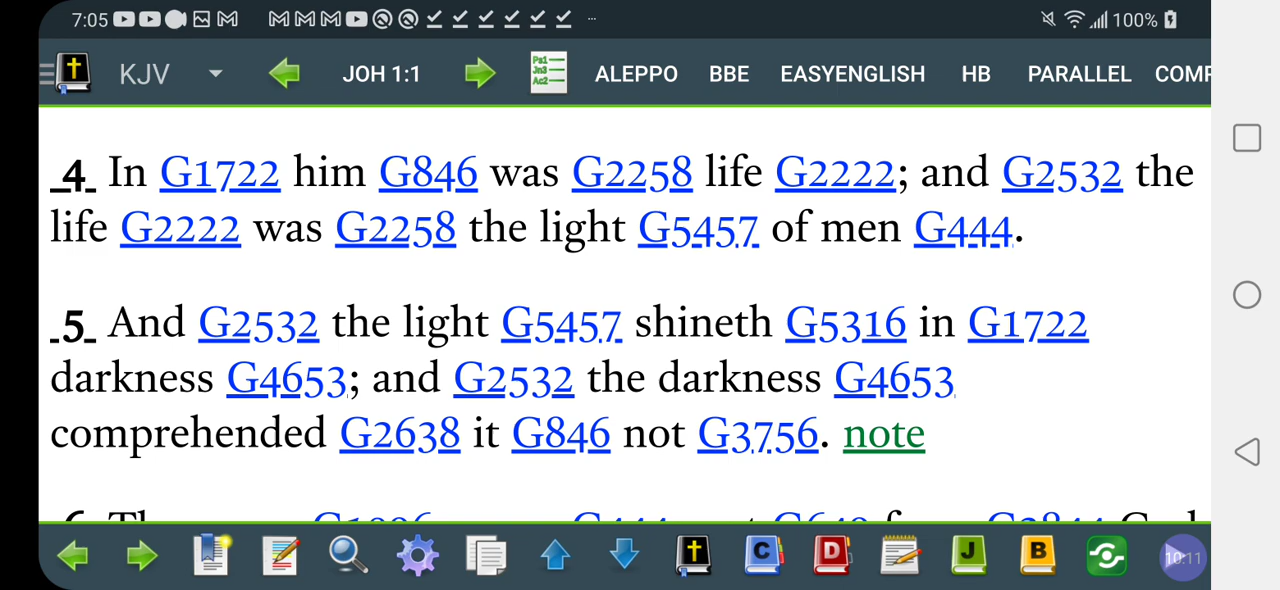 7:05 100%
KJV JOH 1:1 ALEPPO BBE EASYENGLISH HB PARALLEL
4 In G1722 him G846 was G2258 life G2222; and G2532 the
life G2222 was G2258 the light G5457 of men G444.
5 And G2532 the light G5457 shineth G5316 in G1722
darkness G4653; and G2532 the darkness G4653
comprehended G2638 it G846 not G3756. note
C D J B 10:11